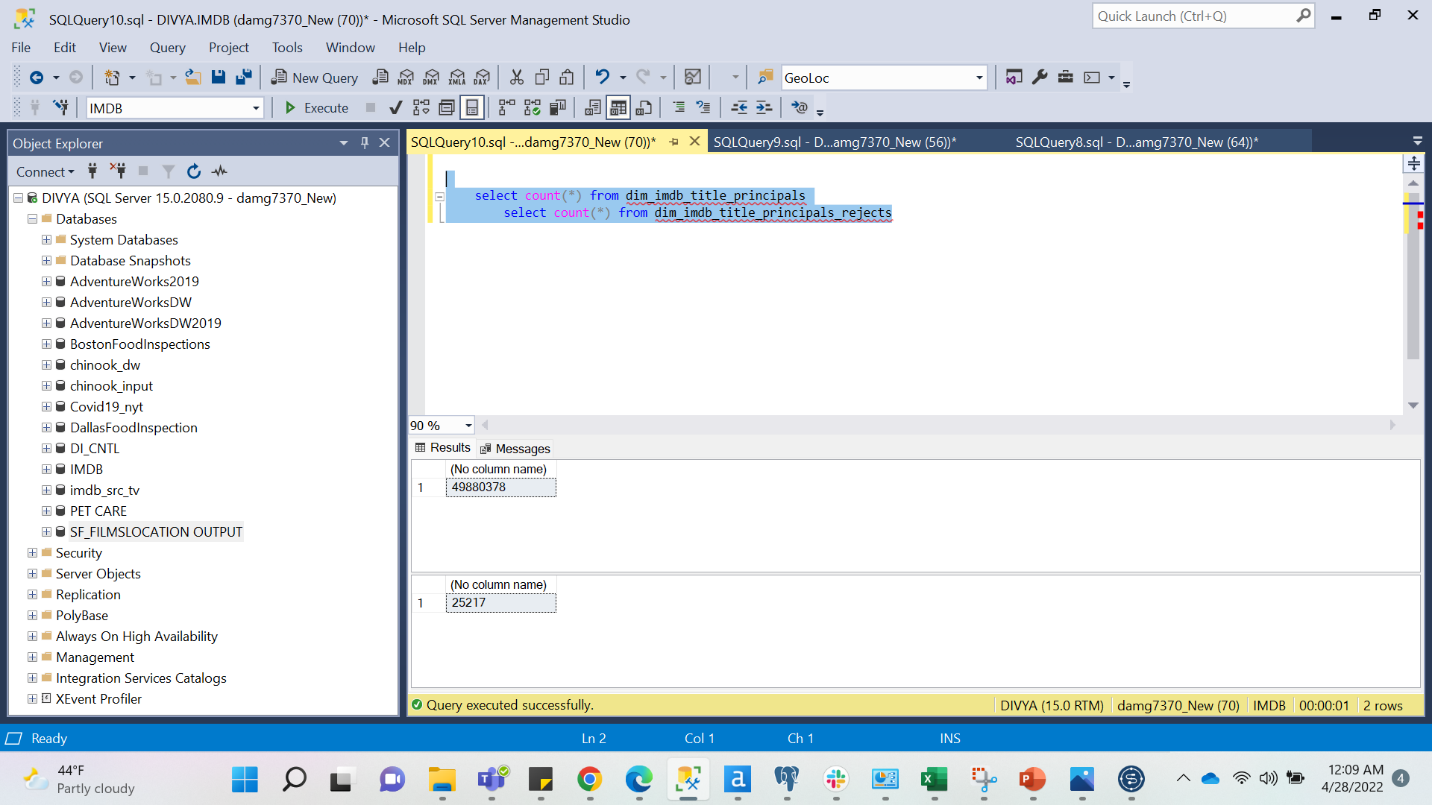 SQLQuery10.sql - DIVYA.IMDB (damg7370_New (70))* - Microsoft SQL Server Management Studio
Quick Launch (Ctrl+Q)
File Edit View Query Project Tools Window Help
New Query
MDX DMX XMLA DAX
GeoLoc
IMDB
Execute
Object Explorer
SQLQuery10.sql -...damg7370_New (70))*
SQLQuery9.sql - D...amg7370_New (56))*
SQLQuery8.sql - D...amg7370_New (64))*
Connect
DIVYA (SQL Server 15.0.2080.9 - damg7370_New)
Databases
System Databases
Database Snapshots
AdventureWorks2019
AdventureWorksDW
AdventureWorksDW2019
BostonFoodInspections
chinook_dw
chinook_input
Covid19_nyt
DallasFoodInspection
DI_CNTL
IMDB
imdb_src_tv
PET CARE
SF_FILMSLOCATION OUTPUT
Security
Server Objects
Replication
PolyBase
Always On High Availability
Management
Integration Services Catalogs
XEvent Profiler
select count(*) from dim_imdb_title_principals
select count(*) from dim_imdb_title_principals_rejects
90 %
Results Messages
(No column name)
1 49880378
(No column name)
1 25217
Query executed successfully.
DIVYA (15.0 RTM) damg7370_New (70) IMDB 00:00:01 2 rows
Ready
Ln 2 Col 1 Ch 1 INS
44°F
Partly cloudy
12:09 AM
4/28/2022
4